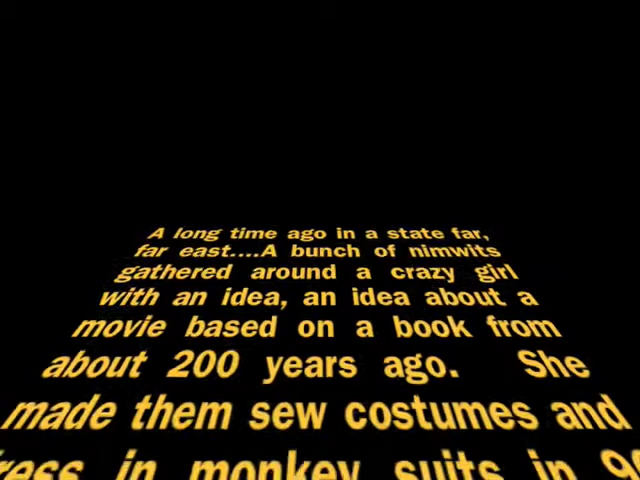 A long time ago in a state far,
far east....A bunch of nimwits
gathered around a crazy girl
with an idea, an idea about a
movie based on a book from
about 200 years ago. She
made them sew costumes and
in monkey suits in